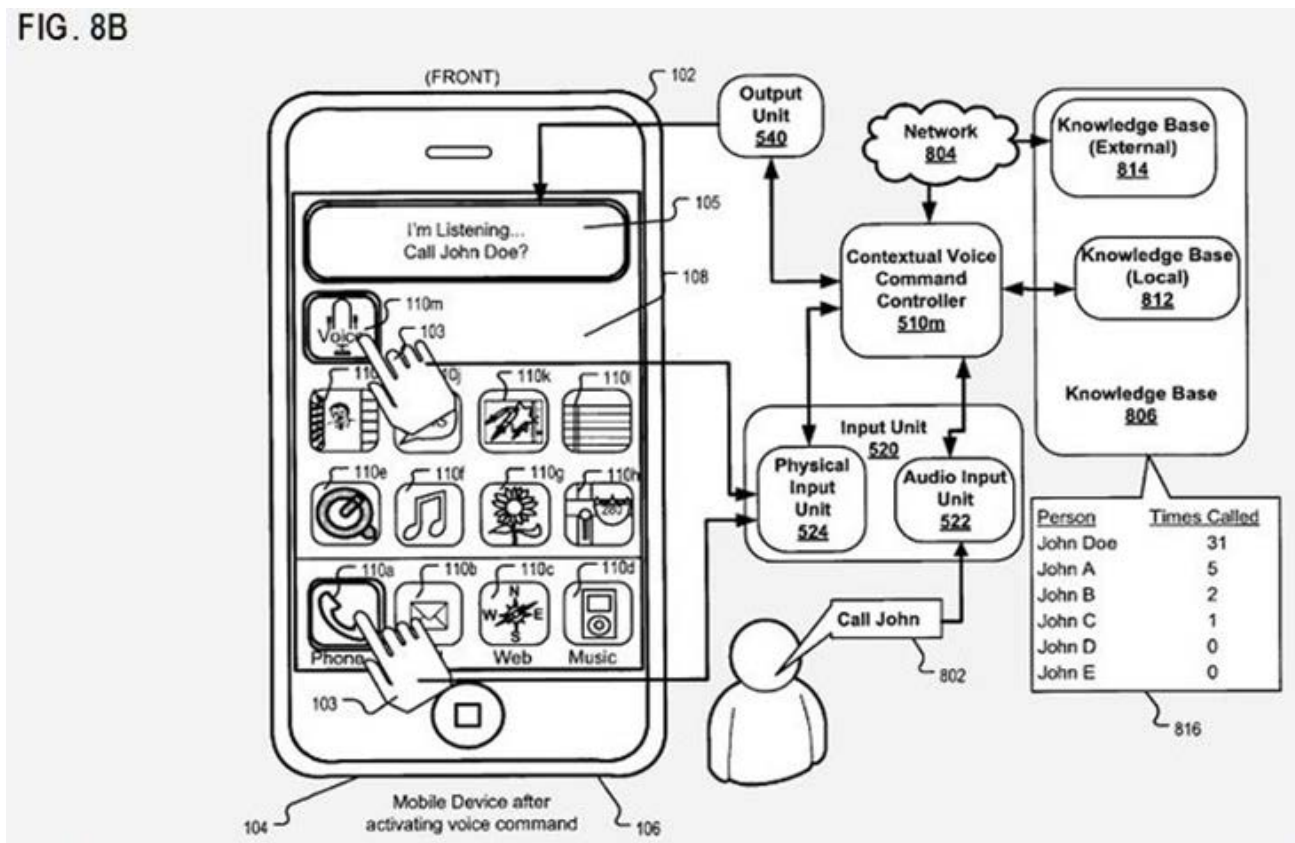 FIG. 8B
(FRONT)
102
Output
Unit
540
Network
804
Knowledge Base
(External)
814
I'm Listening...
Call John Doe?
105
Contextual Voice
Command
Controller
510m
Knowledge Base
(Local)
812
108
110m
Voice
103
110j
110k
110l
Knowledge Base
806
Input Unit
520
Physical
Input
Unit
524
Audio Input
Unit
522
110e
110f
110g
110h
280
Person Times Called
John Doe 31
John A 5
John B 2
John C 1
John D 0
John E 0
816
110a
110b
110c
110d
N
W E
S
Phone
Web
Music
Call John
802
103
104
Mobile Device after
activating voice command
106